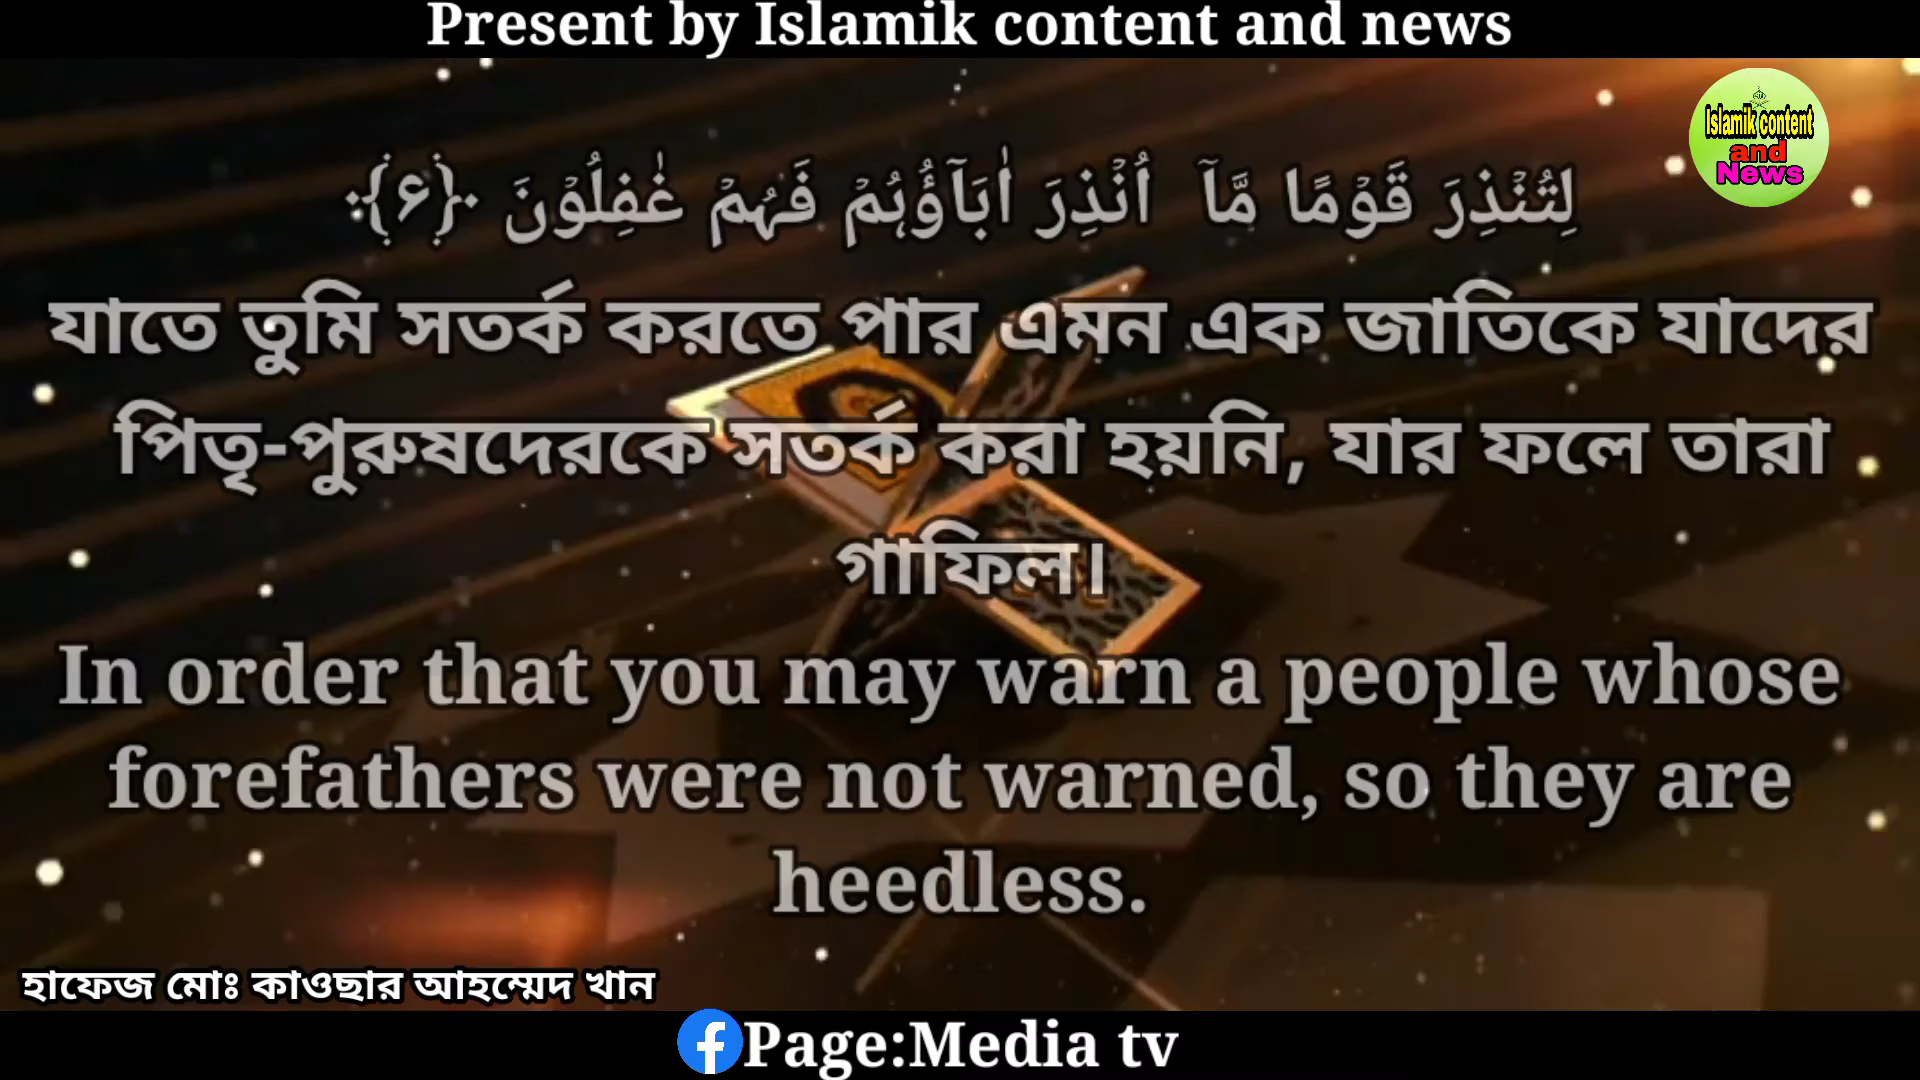 Present by Islamik content and news
Islamik content
and
News
لِتُنۡذِرَ قَوۡمًا مَّاۤ اُنۡذِرَ اٰبَآؤُہُمۡ فَہُمۡ غٰفِلُوۡنَ ﴿۶﴾
যাতে তুমি সতর্ক করতে পার এমন এক জাতিকে যাদের
পিতৃ-পুরুষদেরকে সতর্ক করা হয়নি, যার ফলে তারা
গাফিল।
In order that you may warn a people whose
forefathers were not warned, so they are
heedless.
হাফেজ মোঃ কাওছার আহম্মেদ খান
Page:Media tv